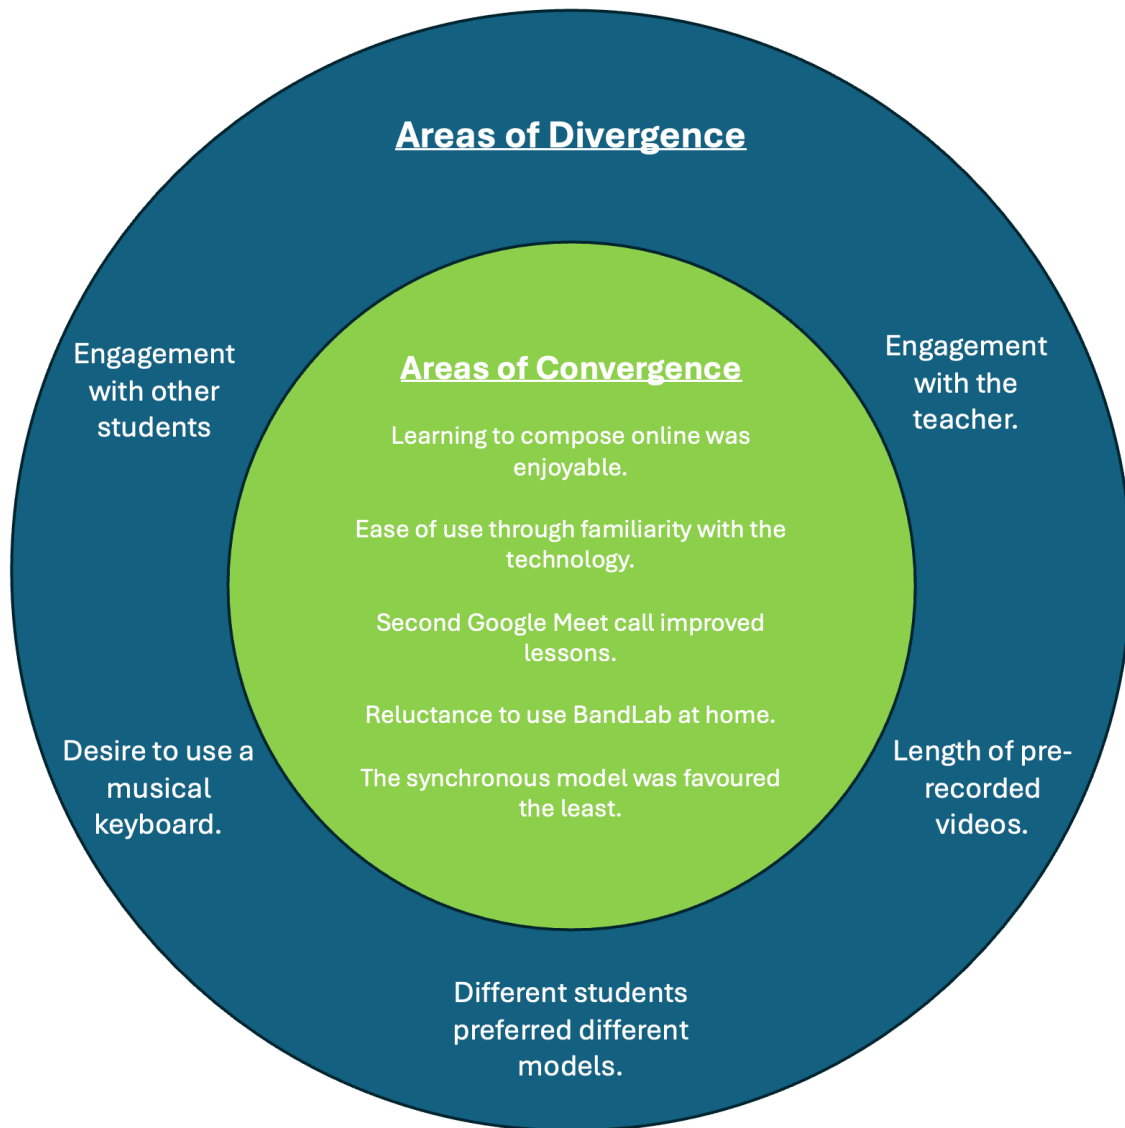 Areas of Divergence
Engagement
with other
students
Engagement
with the
teacher.
Areas of Convergence
Learning to compose online was
enjoyable.
Ease of use through familiarity with the
technology.
Second Google Meet call improved
lessons.
Reluctance to use BandLab at home.
The synchronous model was favoured
the least.
Desire to use a
musical
keyboard.
Length of pre-
recorded
videos.
Different students
preferred different
models.